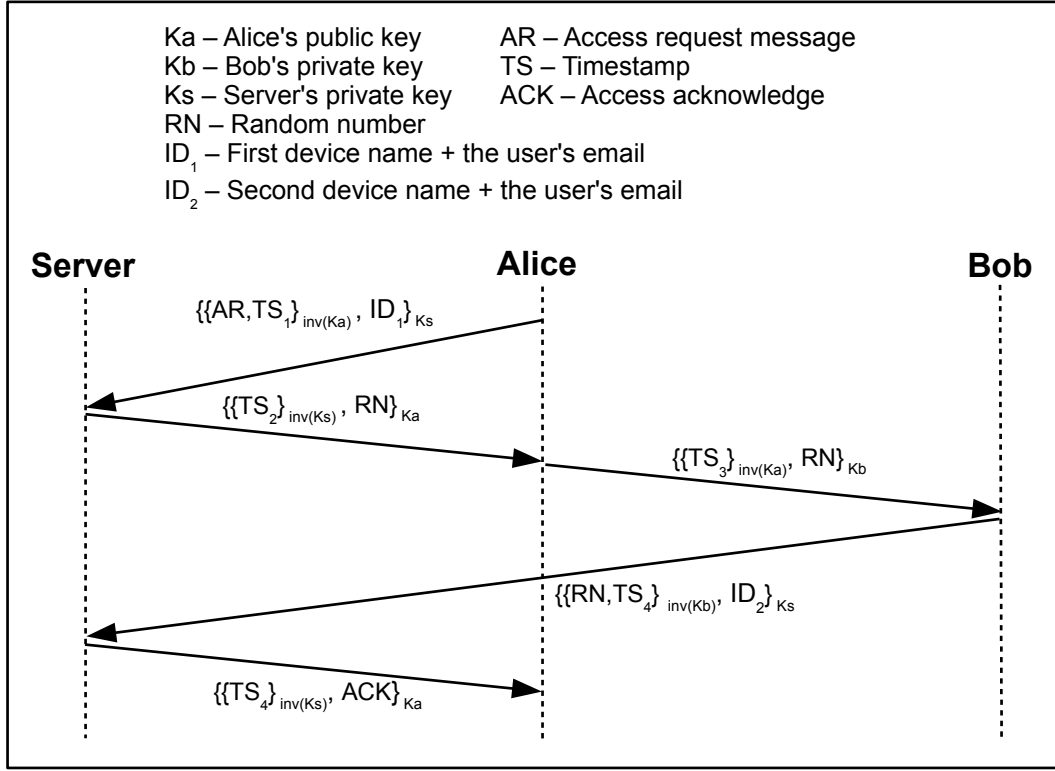 Ka – Alice's public key AR – Access request message
Kb – Bob's private key TS – Timestamp
Ks – Server's private key ACK – Access acknowledge
RN – Random number
ID₁ – First device name + the user's email
ID₂ – Second device name + the user's email
Server Alice Bob
{{AR,TS₁}inv(Ka), ID₁}Ks
{{TS₂}inv(Ks), RN}Ka
{{TS₃}inv(Ka), RN}Kb
{{RN,TS₄}inv(Kb), ID₂}Ks
{{TS₄}inv(Ks), ACK}Ka